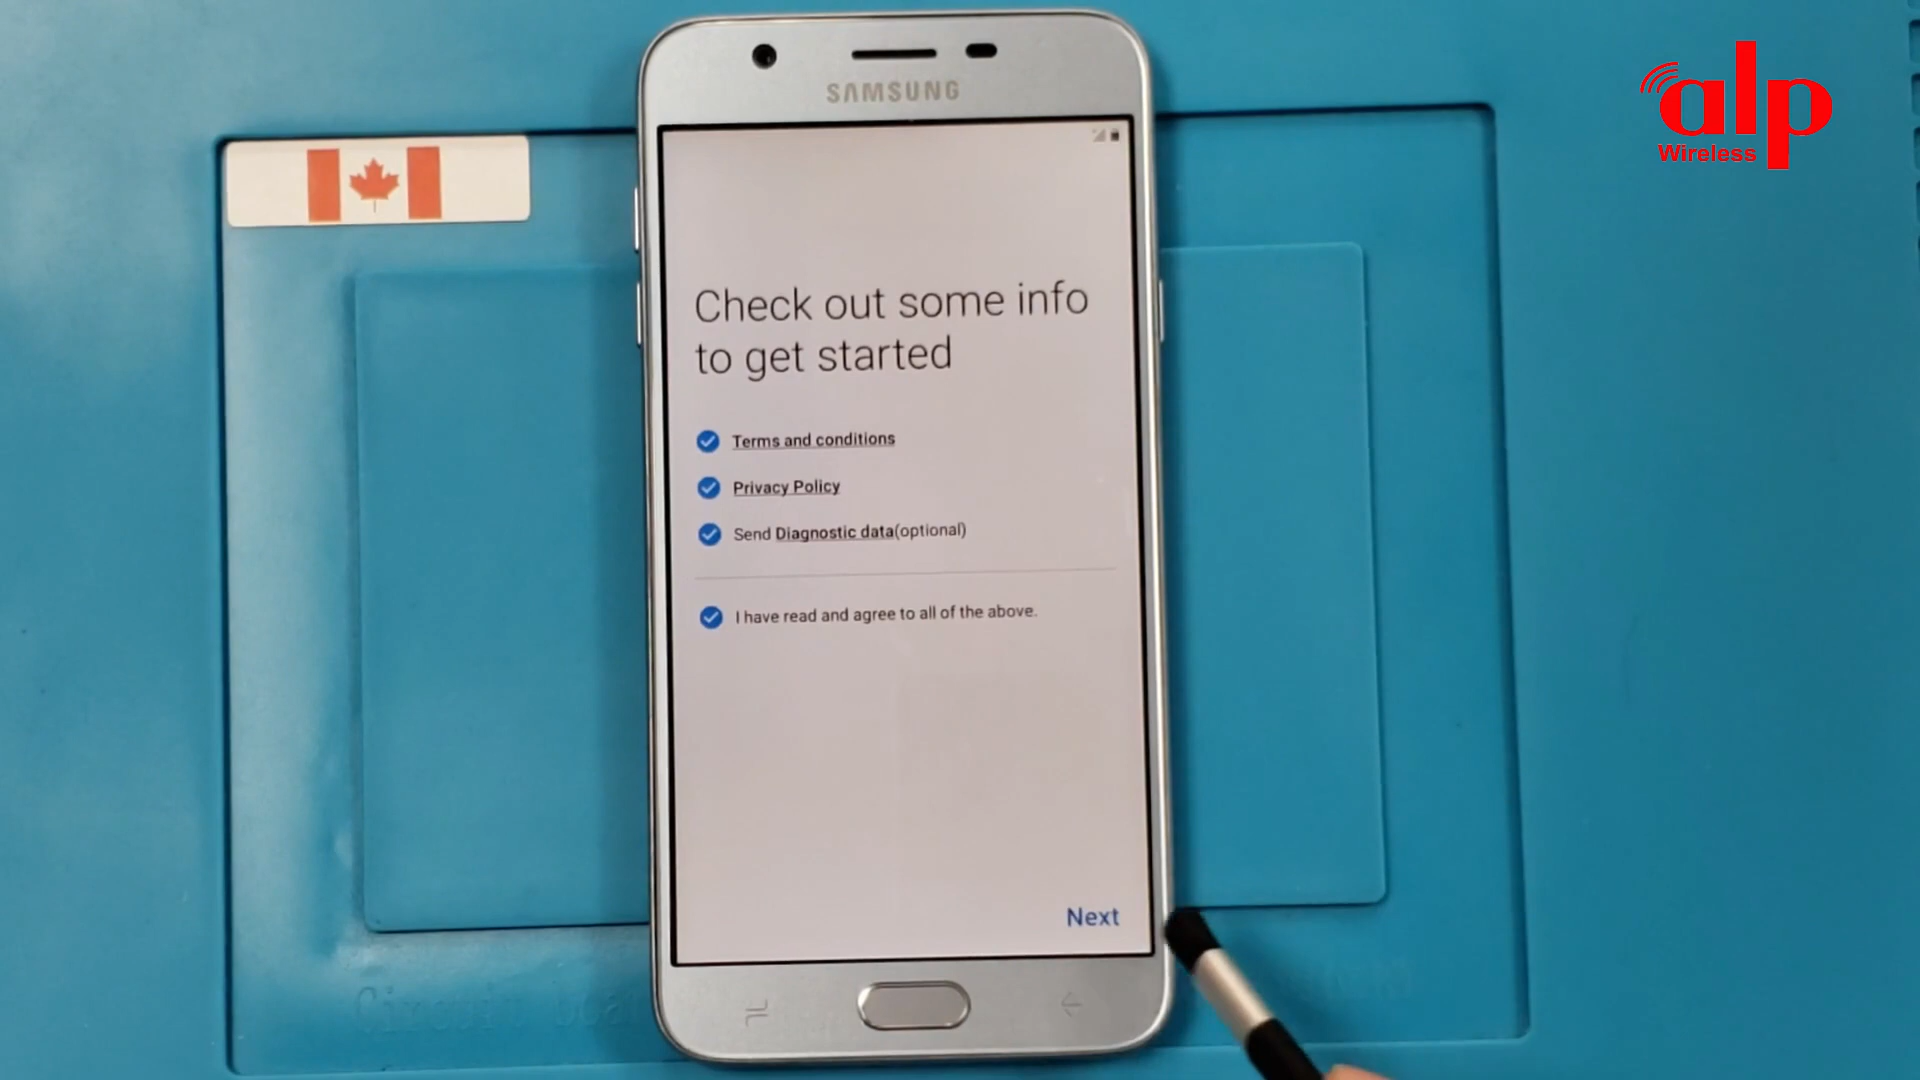 SAMSUNG
alp
Wireless
Check out some info
to get started
Terms and conditions
Privacy Policy
Send Diagnostic data(optional)
I have read and agree to all of the above.
Next